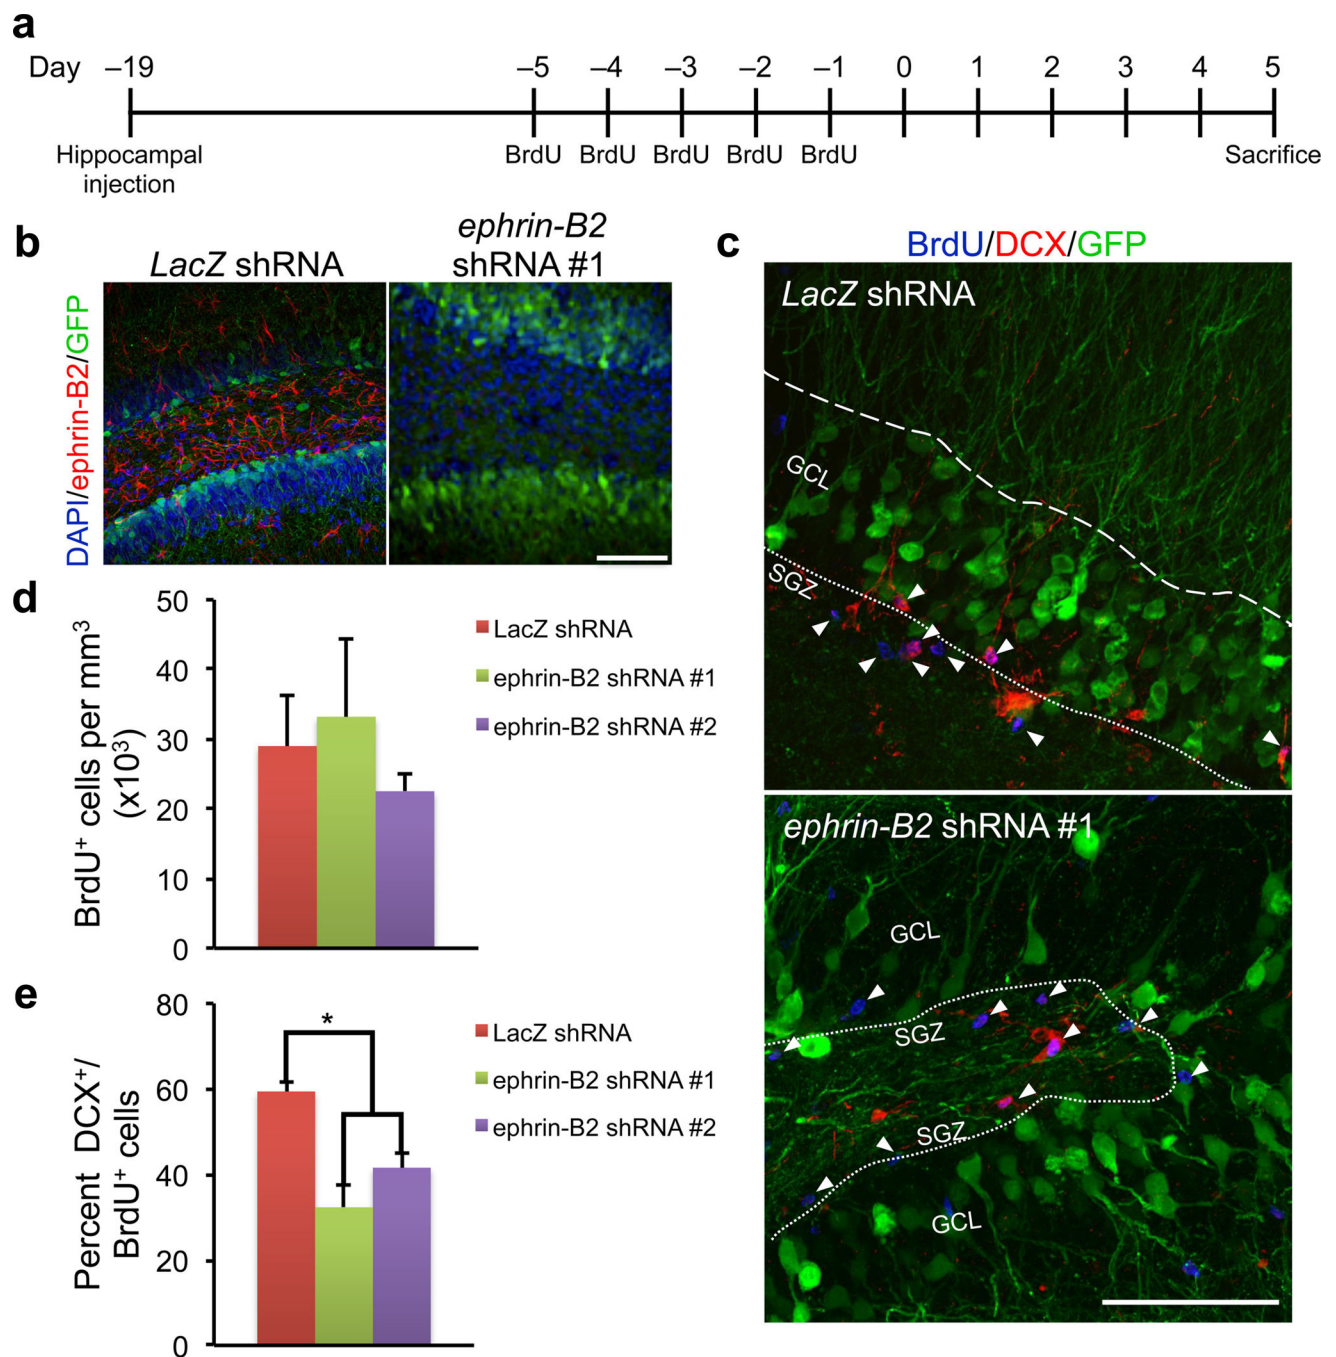 a
Day –19 –5 –4 –3 –2 –1 0 1 2 3 4 5
Hippocampal
injection
BrdU BrdU BrdU BrdU BrdU
Sacrifice
b
LacZ shRNA
ephrin-B2
shRNA #1
DAPI/ephrin-B2/GFP
c
BrdU/DCX/GFP
LacZ shRNA
GCL
SGZ
ephrin-B2 shRNA #1
GCL
SGZ
SGZ
GCL
d
BrdU⁺ cells per mm³
(x10³)
50
40
30
20
10
0
LacZ shRNA
ephrin-B2 shRNA #1
ephrin-B2 shRNA #2
e
Percent DCX⁺/
BrdU⁺ cells
80
60
40
20
0
*
LacZ shRNA
ephrin-B2 shRNA #1
ephrin-B2 shRNA #2